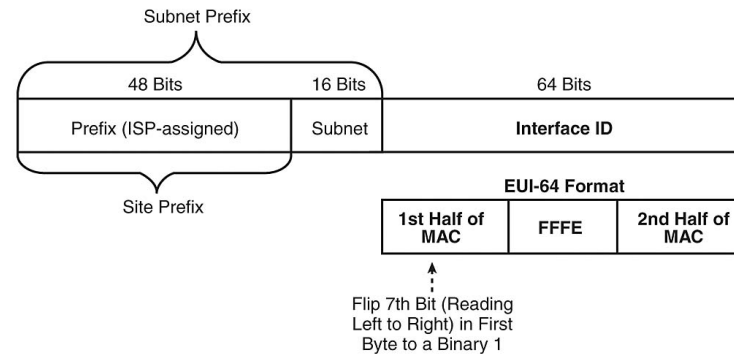 Subnet Prefix
48 Bits
16 Bits
64 Bits
Prefix (ISP-assigned)
Subnet
Interface ID
Site Prefix
EUI-64 Format
1st Half of
MAC
FFFE
2nd Half of
MAC
Flip 7th Bit (Reading
Left to Right) in First
Byte to a Binary 1